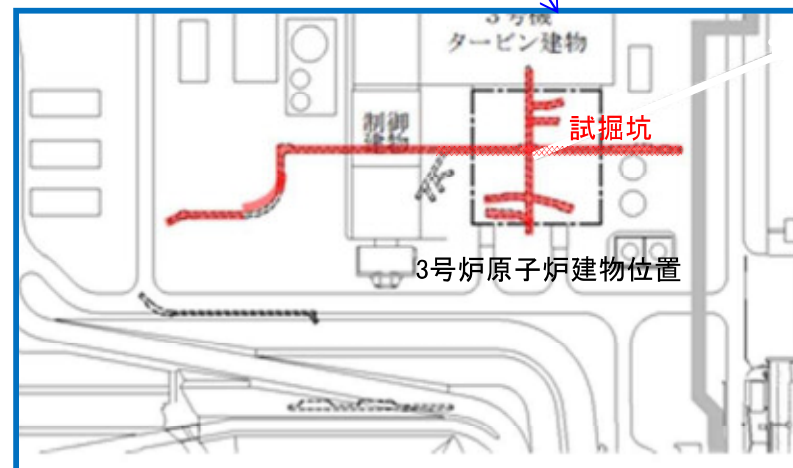 3号機
タービン建物
制御
建物
試掘坑
3号炉原子炉建物位置